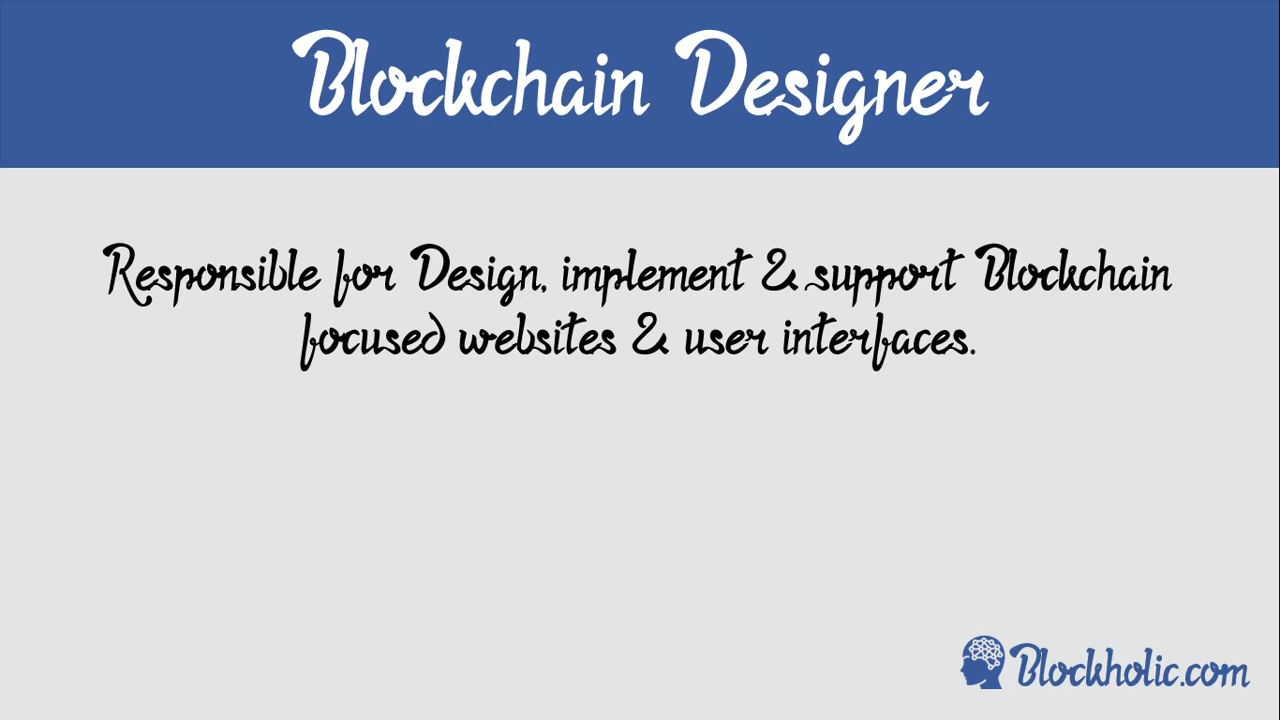 Blockchain Designer
Responsible for Design, implement & support Blockchain
focused websites & user interfaces.
Blockholic.com